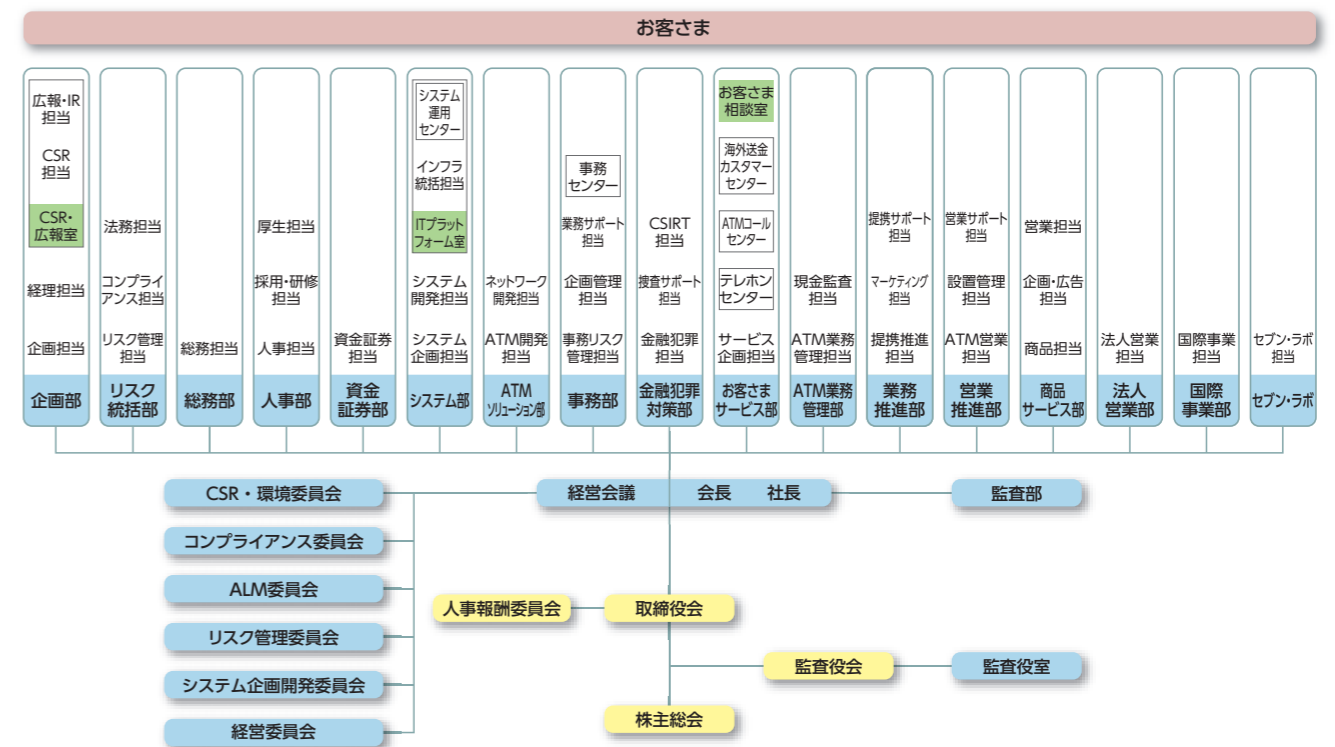 お客さま
広報・IR
担当
CSR
担当
CSR・
広報室
経理担当
企画担当
企画部
法務担当
コンプライ
アンス担当
リスク管理
担当
リスク
統括部
総務担当
総務部
厚生担当
採用・研修
担当
人事担当
人事部
資金証券
担当
資金
証券部
システム
運用
センター
インフラ
統括担当
ITプラット
フォーム室
システム
開発担当
システム
企画担当
システム部
ネットワーク
開発担当
ATM開発
担当
ATM
ソリューション部
事務
センター
業務サポート
担当
企画管理
担当
事務リスク
管理担当
事務部
CSIRT
担当
捜査サポート
担当
金融犯罪
担当
金融犯罪
対策部
お客さま
相談室
海外送金
カスタマー
センター
ATMコール
センター
テレホン
センター
サービス
企画担当
お客さま
サービス部
現金監査
担当
ATM業務
管理担当
ATM業務
管理部
提携サポート
担当
マーケティング
担当
提携推進
担当
業務
推進部
営業サポート
担当
設置管理
担当
ATM営業
担当
営業
推進部
営業担当
企画・広告
担当
商品担当
商品
サービス部
法人営業
担当
法人
営業部
国際事業
担当
国際
事業部
セブン・ラボ
担当
セブン・ラボ
CSR・環境委員会
経営会議 会長 社長
監査部
コンプライアンス委員会
ALM委員会
人事報酬委員会
取締役会
リスク管理委員会
監査役会
監査役室
システム企画開発委員会
株主総会
経営委員会